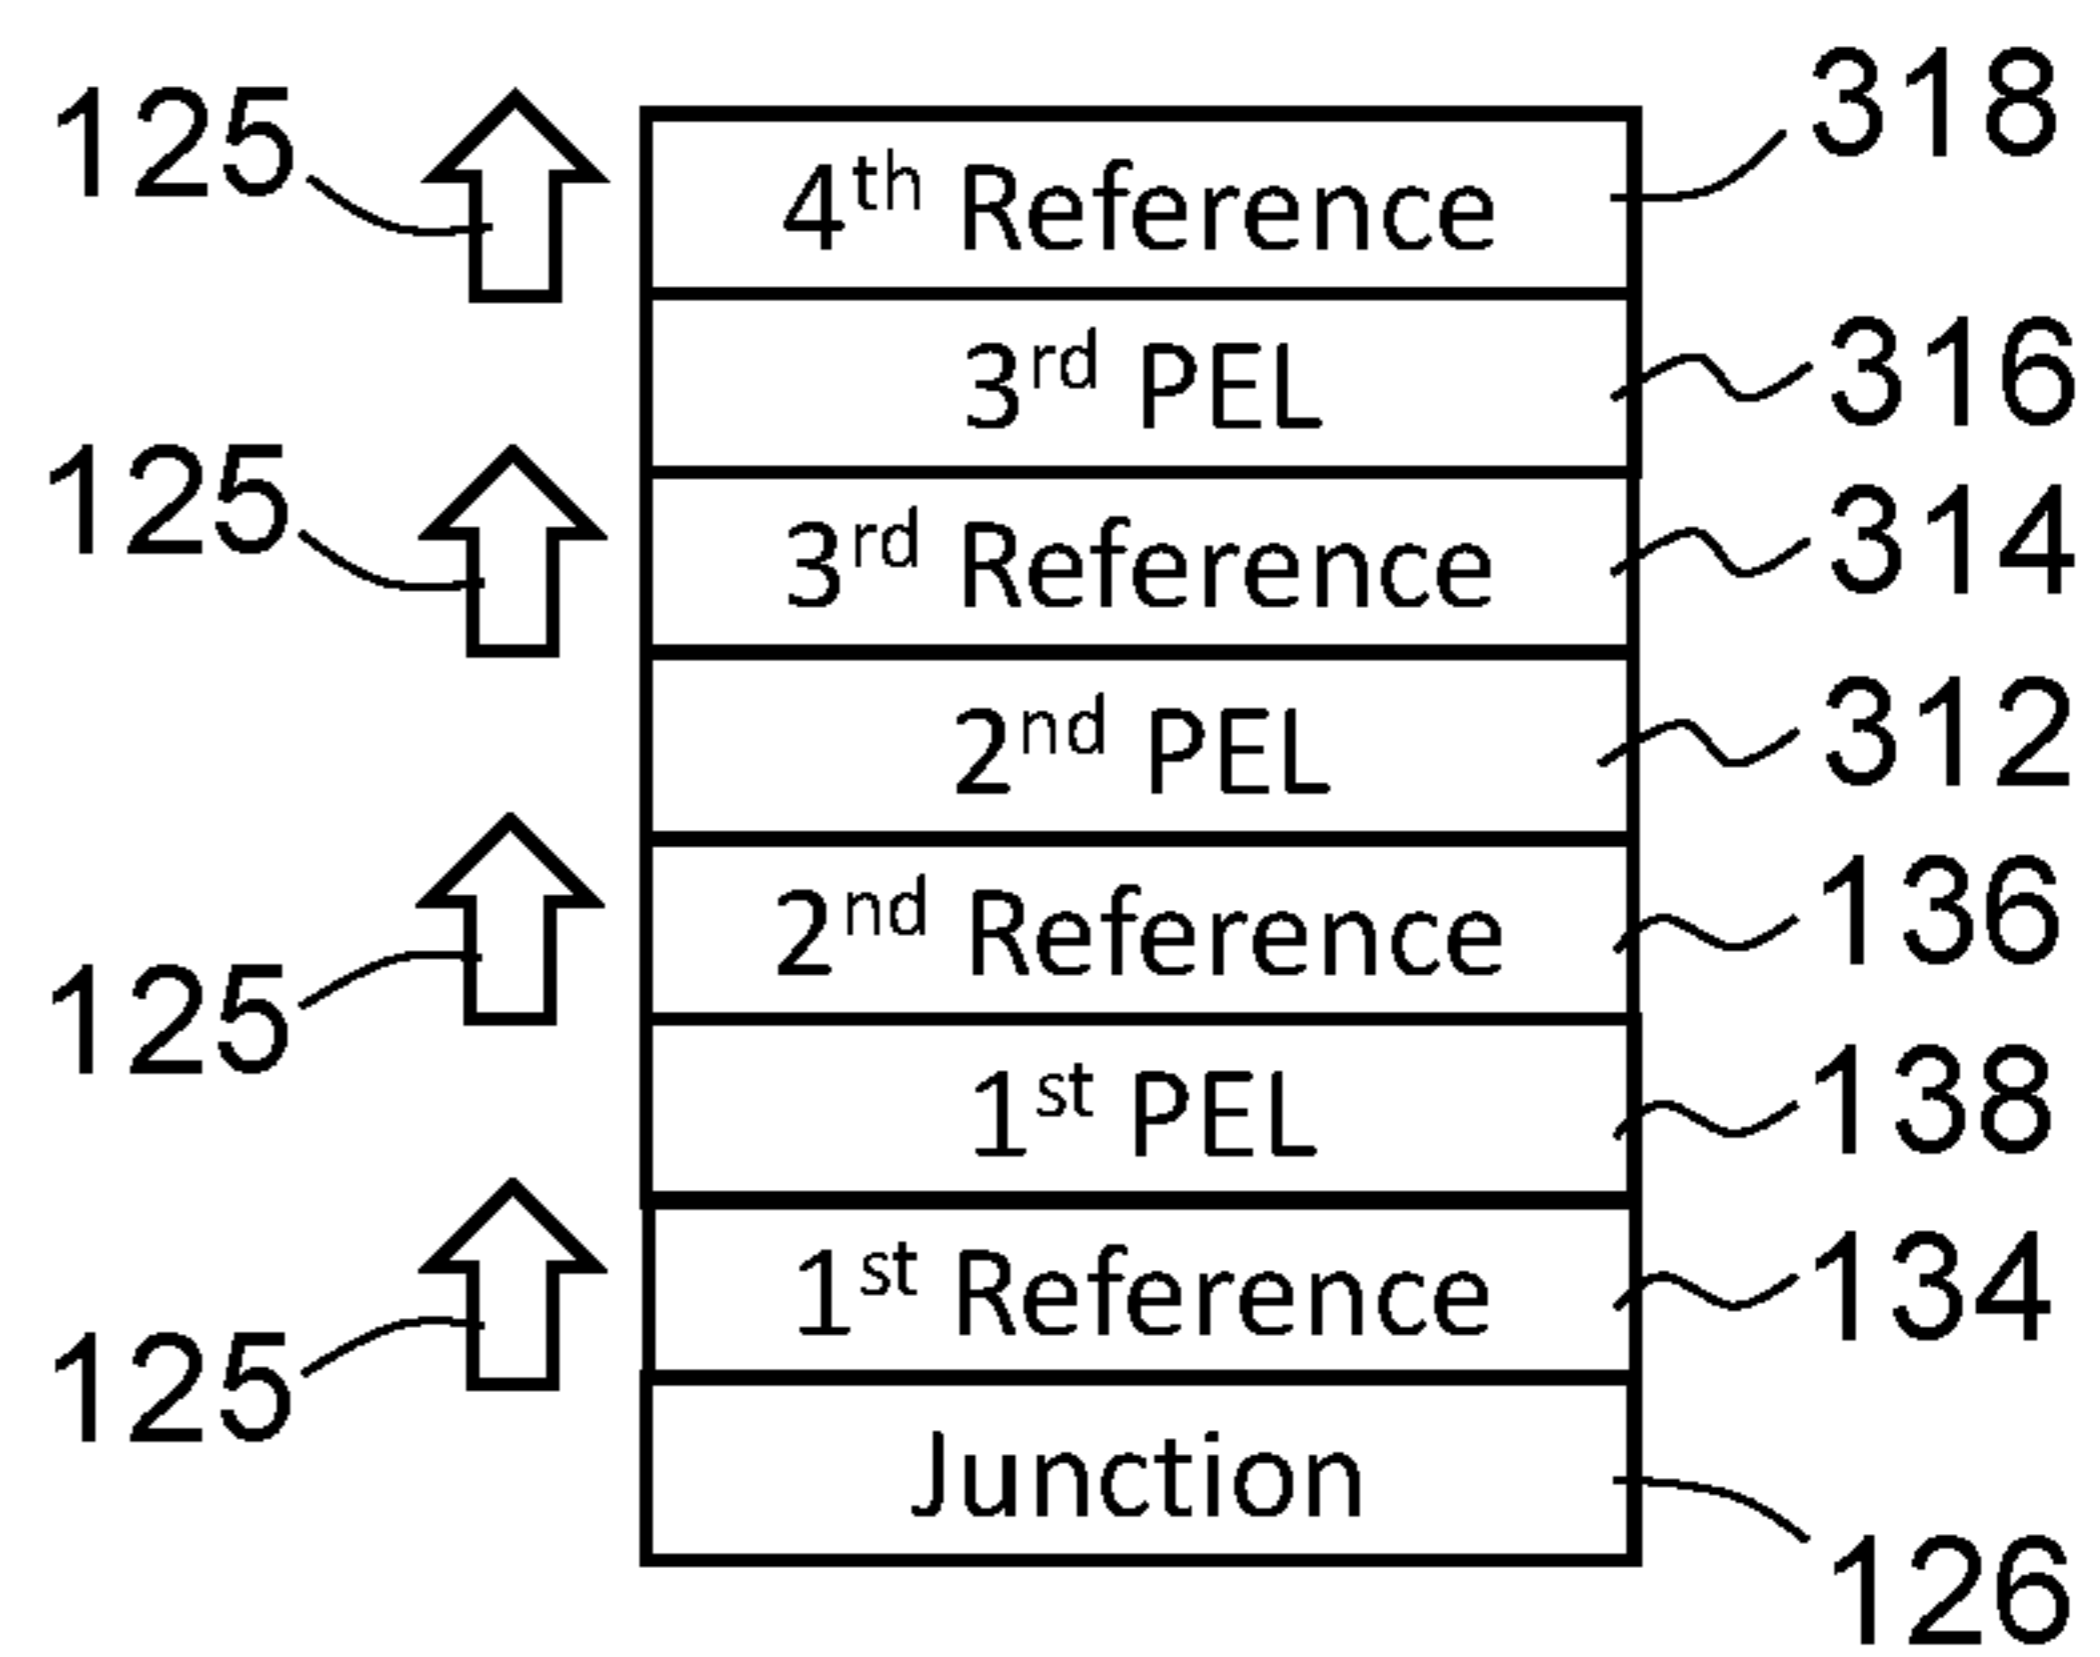 125
4th Reference
318
3rd PEL
316
125
3rd Reference
314
2nd PEL
312
125
2nd Reference
136
1st PEL
138
125
1st Reference
134
Junction
126